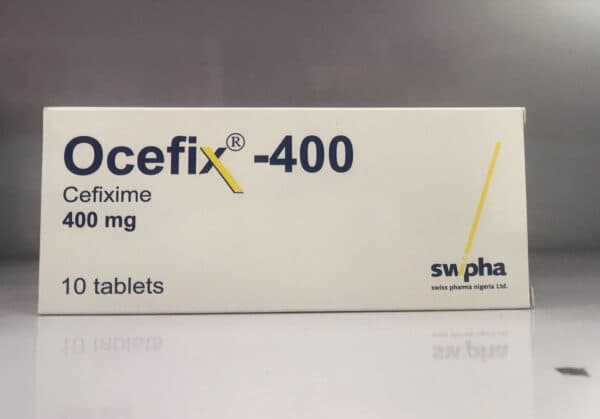 Ocefix® -400
Cefixime
400 mg
10 tablets
swipha
swiss pharma nigeria Ltd.